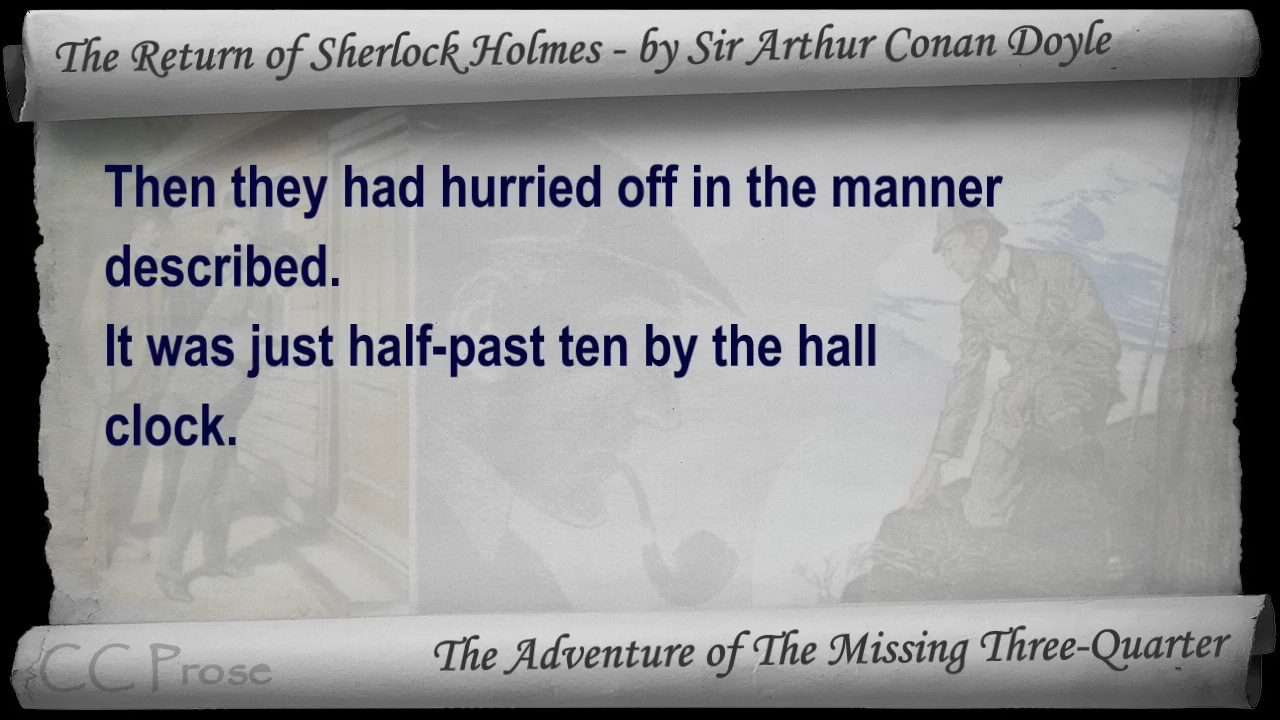 The Return of Sherlock Holmes - by Sir Arthur Conan Doyle
Then they had hurried off in the manner
described.
It was just half-past ten by the hall
clock.
The Adventure of The Missing Three-Quarter
CC Prose